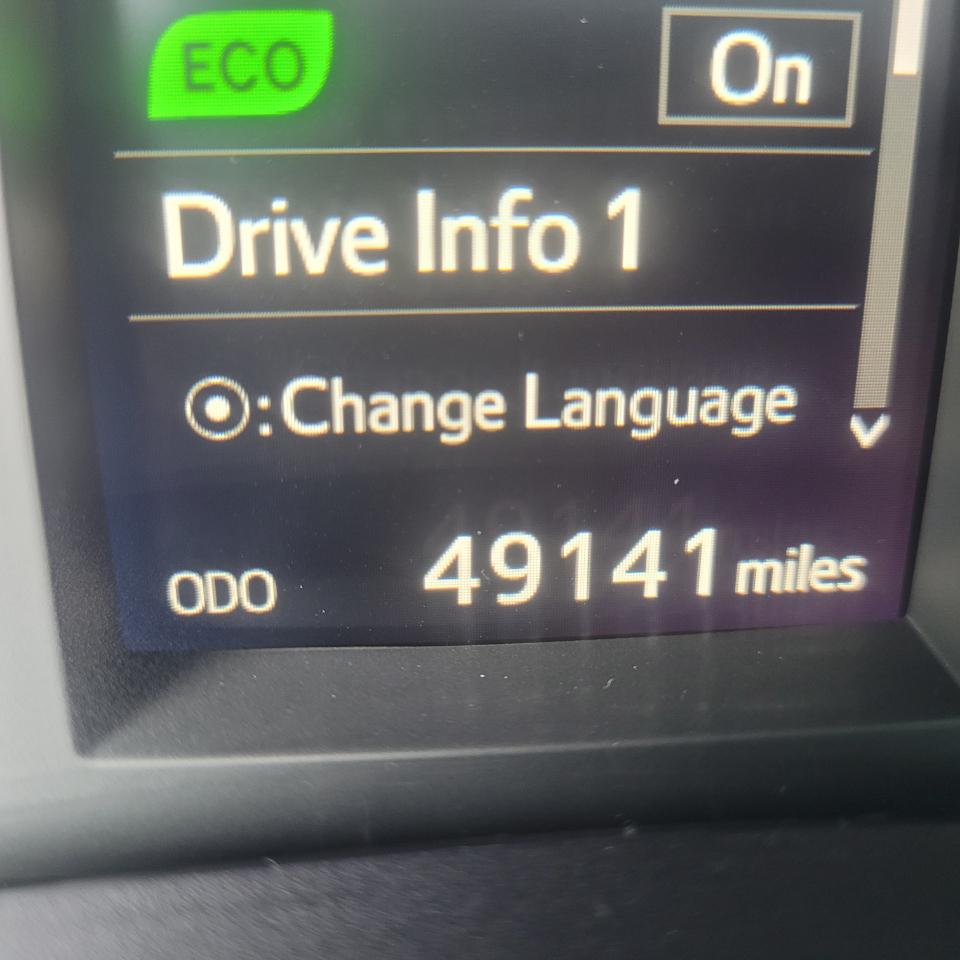 ECO On
Drive Info 1
:Change Language
ODO 49141 miles